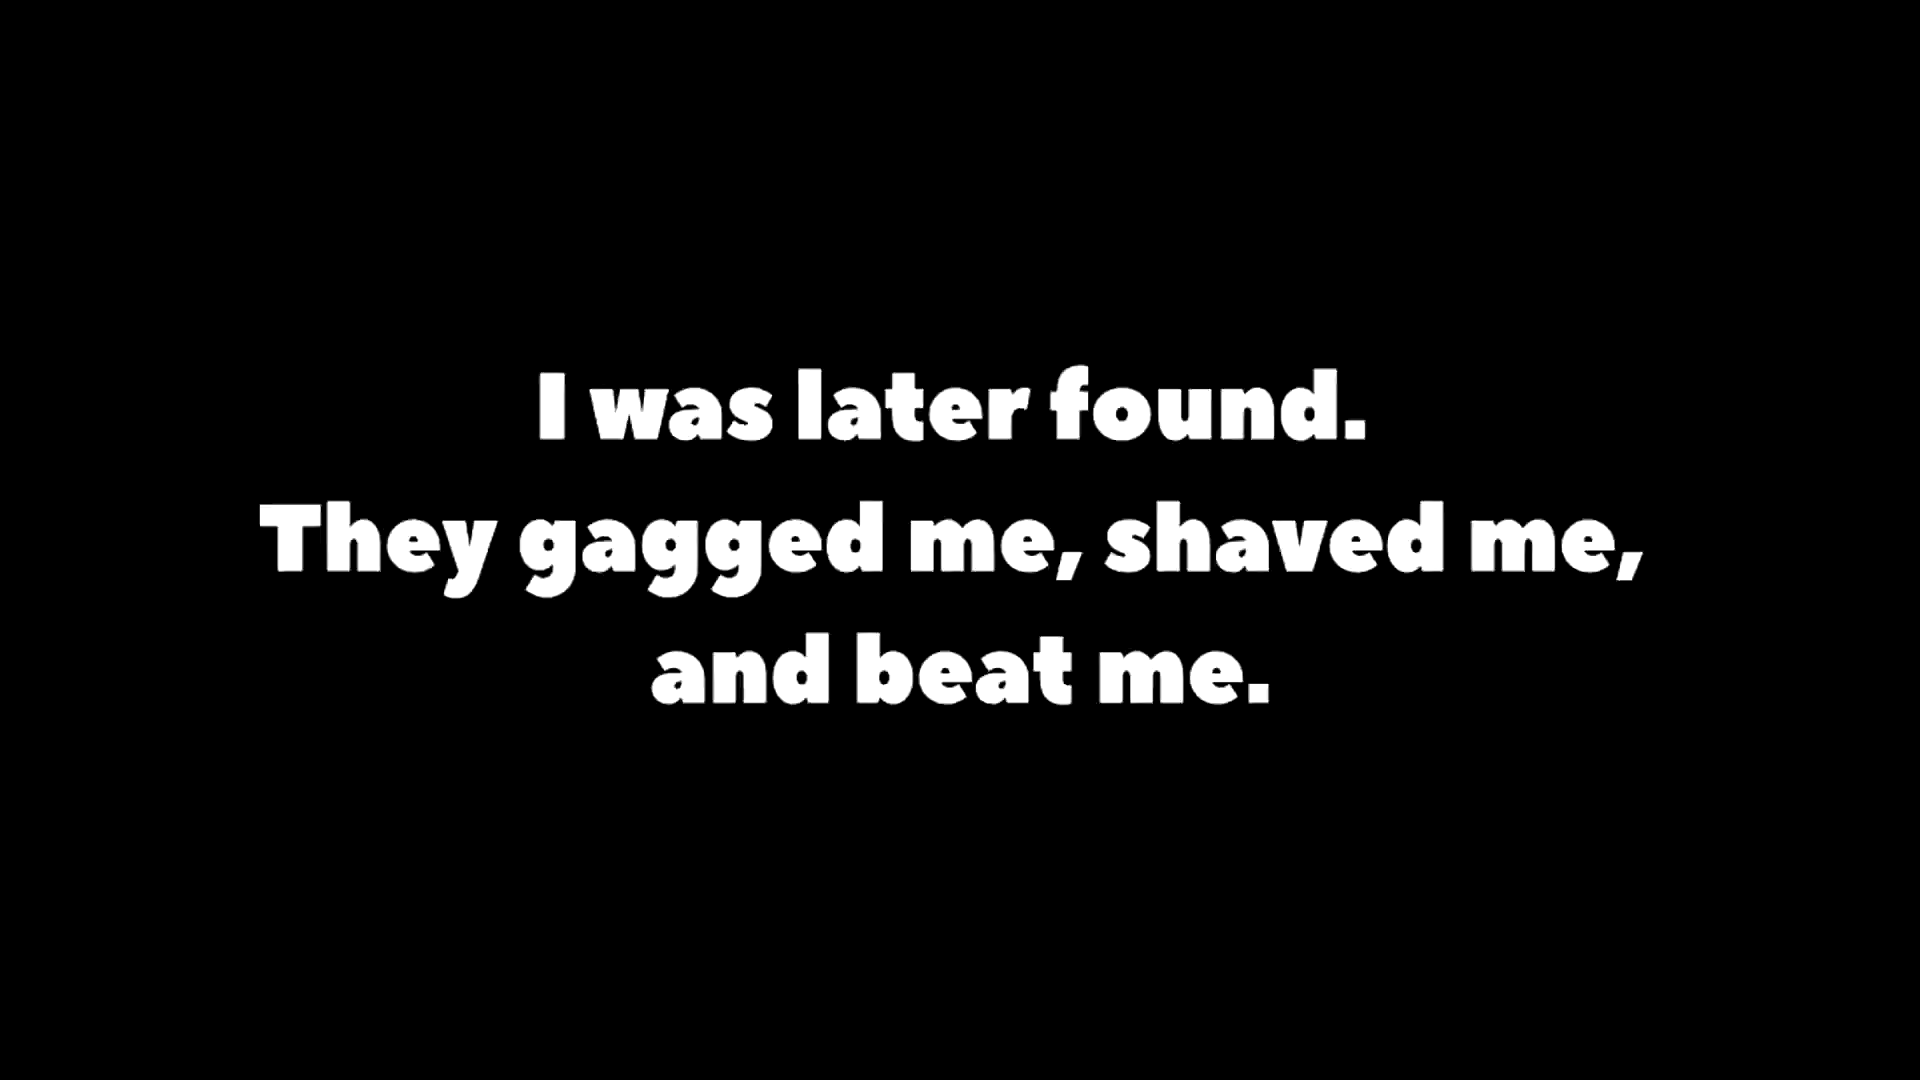 I was later found.
They gagged me, shaved me,
and beat me.